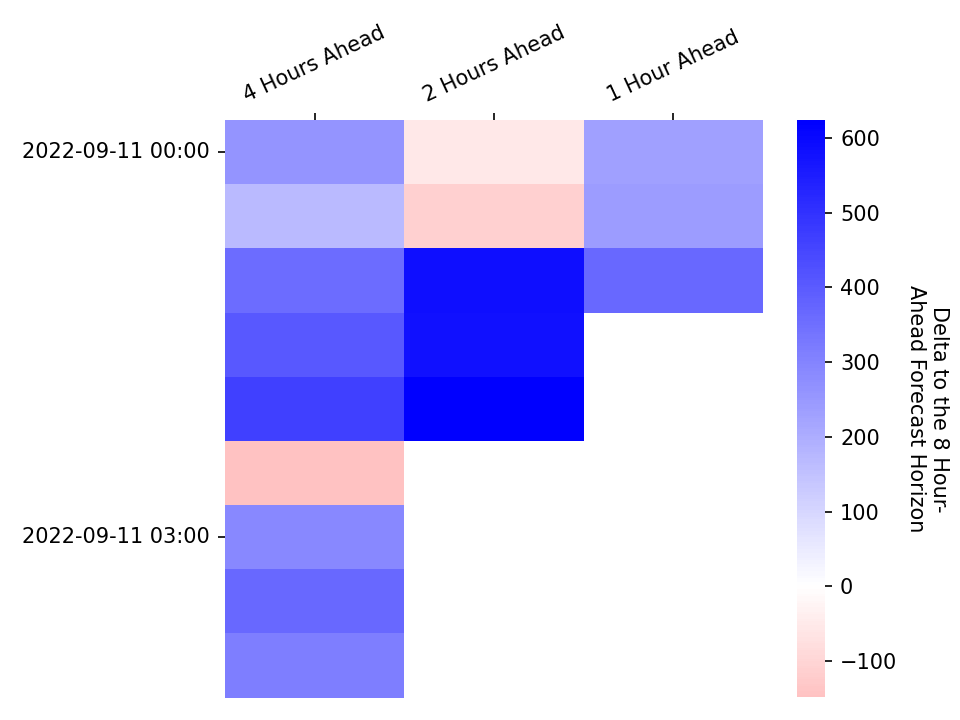 4 Hours Ahead
2 Hours Ahead
1 Hour Ahead
2022-09-11 00:00
2022-09-11 03:00
600
500
400
300
200
100
0
−100
Delta to the 8 Hour-
Ahead Forecast Horizon